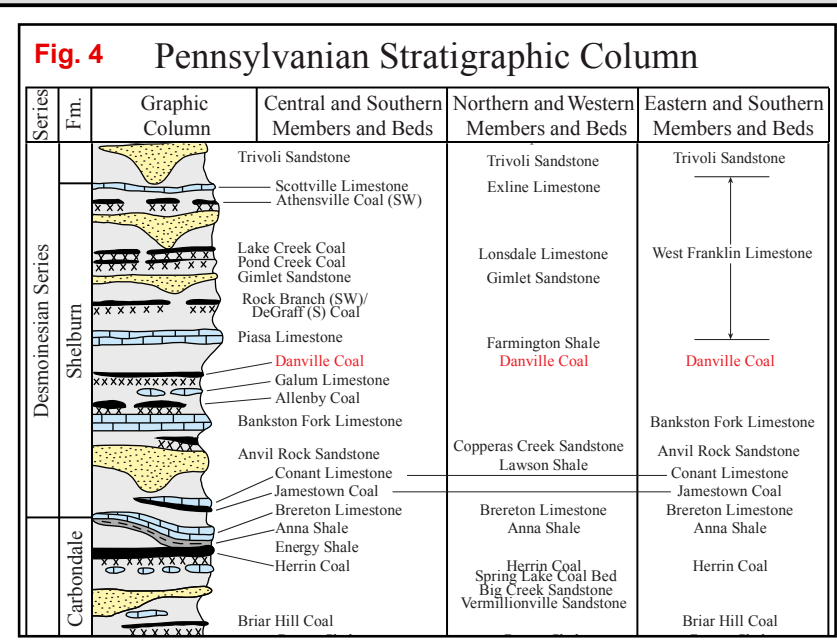 Fig. 4
Pennsylvanian Stratigraphic Column
Series
Fm.
Graphic
Column
Central and Southern
Members and Beds
Northern and Western
Members and Beds
Eastern and Southern
Members and Beds
Desmoinesian Series
Shelburn
Carbondale
Trivoli Sandstone
Scottville Limestone
Athensville Coal (SW)
Lake Creek Coal
Pond Creek Coal
Gimlet Sandstone
Rock Branch (SW)/
DeGraff (S) Coal
Piasa Limestone
Danville Coal
Galum Limestone
Allenby Coal
Bankston Fork Limestone
Anvil Rock Sandstone
Conant Limestone
Jamestown Coal
Brereton Limestone
Anna Shale
Energy Shale
Herrin Coal
Briar Hill Coal
Trivoli Sandstone
Exline Limestone
Lonsdale Limestone
Gimlet Sandstone
Farmington Shale
Danville Coal
Copperas Creek Sandstone
Lawson Shale
Brereton Limestone
Anna Shale
Herrin Coal
Spring Lake Coal Bed
Big Creek Sandstone
Vermillionville Sandstone
Trivoli Sandstone
West Franklin Limestone
Danville Coal
Bankston Fork Limestone
Anvil Rock Sandstone
Conant Limestone
Jamestown Coal
Brereton Limestone
Anna Shale
Herrin Coal
Briar Hill Coal